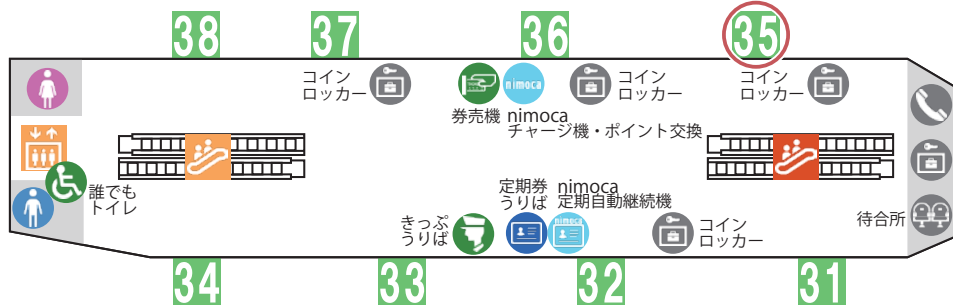 38
37
36
35
コイン
ロッカー
nimoca
券売機
nimoca
チャージ機・ポイント交換
コイン
ロッカー
コイン
ロッカー
誰でも
トイレ
きっぷ
うりば
定期券
うりば
nimoca
定期自動継続機
nimoca
コイン
ロッカー
待合所
34
33
32
31